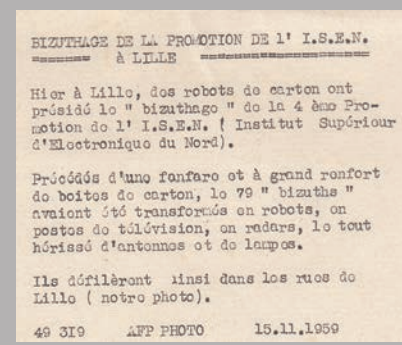 BIZUTHAGE DE LA PROMOTION DE l' I.S.E.N.
======= à LILLE ====================
Hier à Lille, des robots de carton ont
présidé le " bizuthage " de la 4 ème Pro-
motion de l' I.S.E.N. ( Institut Supériour
d'Electronique du Nord).
Précédés d'une fanfare et à grand renfort
de boites de carton, le 79 " bizuths "
avaient été transformés en robots, en
postes de télévision, en radars, le tout
hérissé d'antennes et de lampes.
Ils défilèrent ainsi dans les rues de
Lille ( notre photo).
49 3I9 AFP PHOTO 15.11.1959